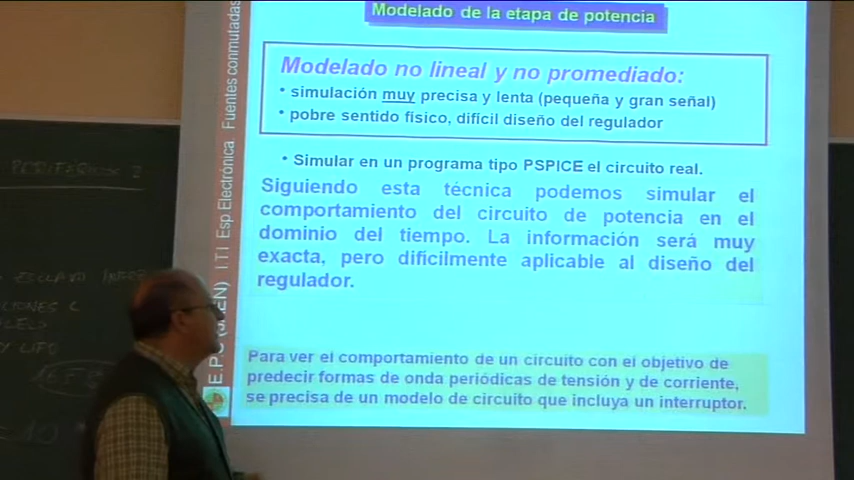 Modelado de la etapa de potencia
Modelado no lineal y no promediado:
• simulación muy precisa y lenta (pequeña y gran señal)
• pobre sentido físico, difícil diseño del regulador
• Simular en un programa tipo PSPICE el circuito real.
Siguiendo esta técnica podemos simular el
comportamiento del circuito de potencia en el
dominio del tiempo. La información será muy
exacta, pero dificilmente aplicable al diseño del
regulador.
Para ver el comportamiento de un circuito con el objetivo de
predecir formas de onda periódicas de tensión y de corriente,
se precisa de un modelo de circuito que incluya un interruptor.
I.T.I Esp Electrónica. Fuentes conmutadas